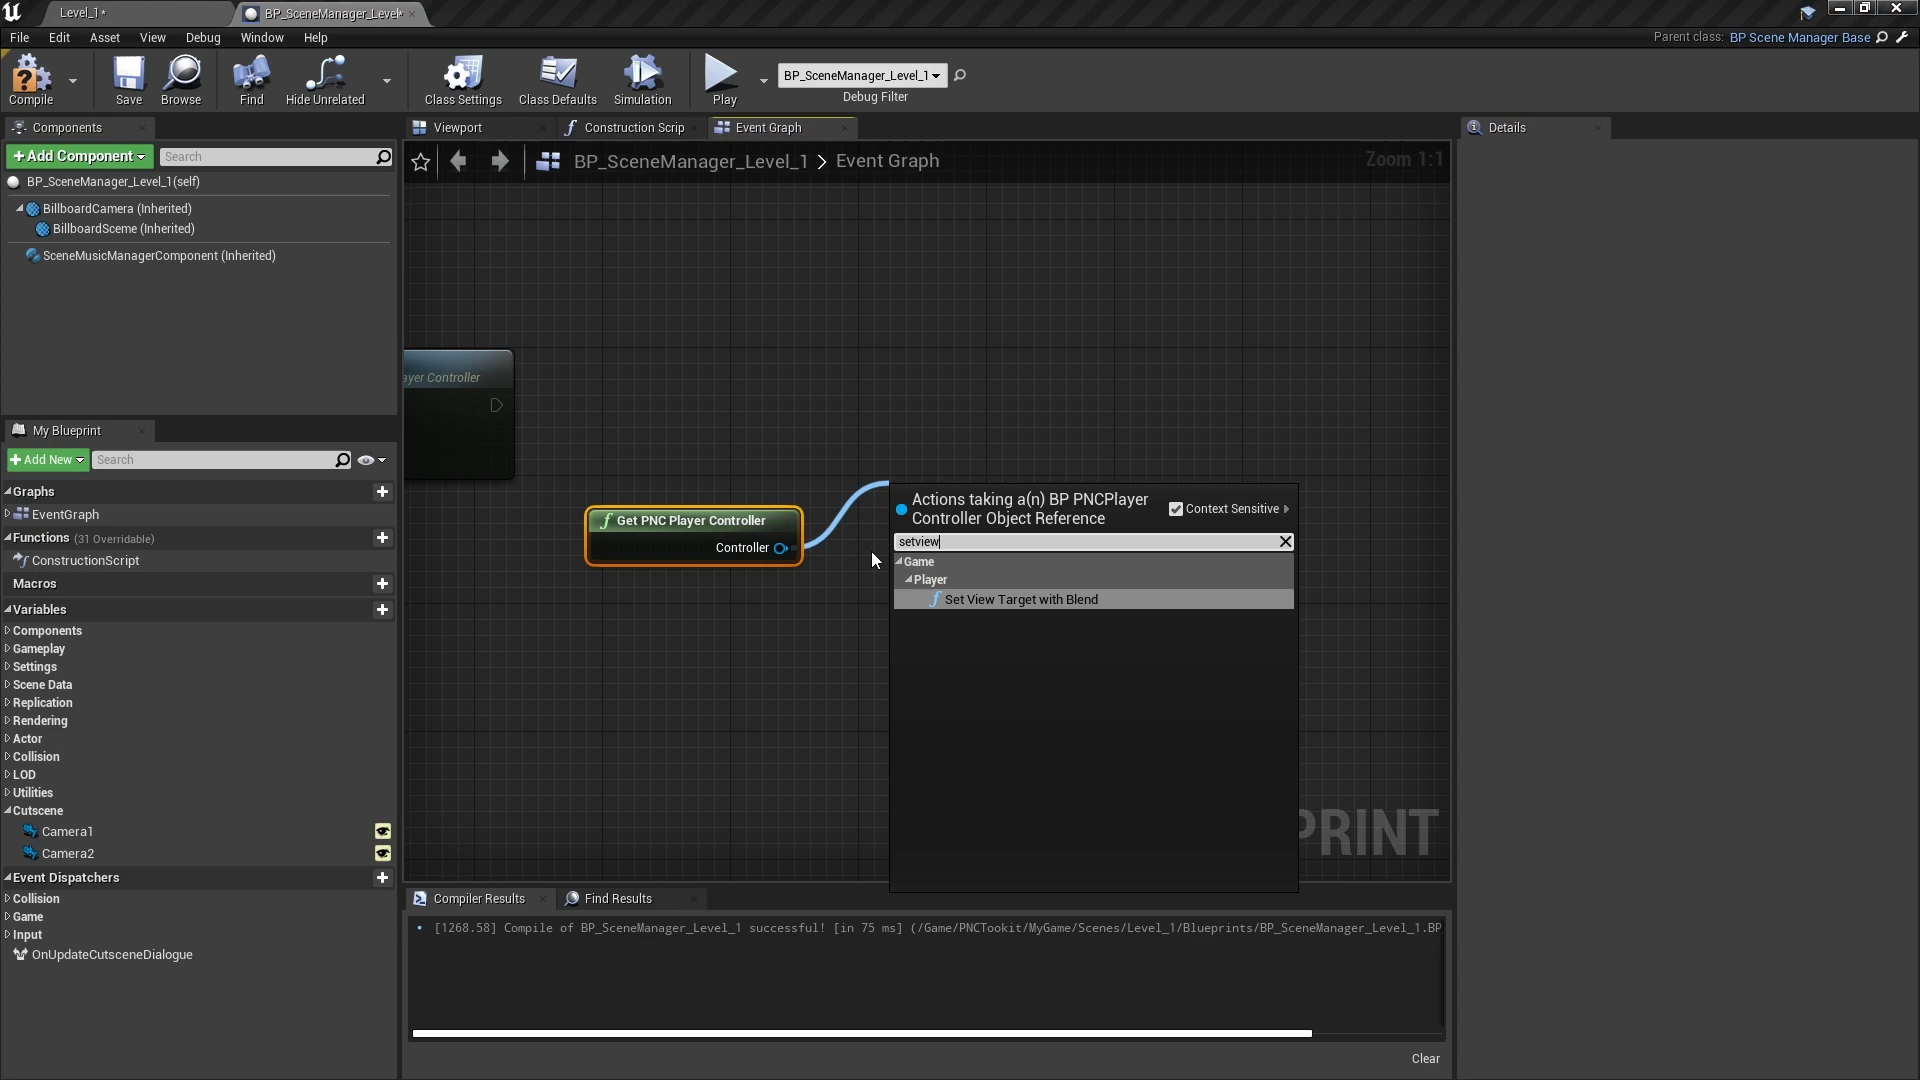 Level_1*
BP_SceneManager_Level*
File Edit Asset View Debug Window Help
Parent class: BP Scene Manager Base
Compile
Save
Browse
Find
Hide Unrelated
Class Settings
Class Defaults
Simulation
Play
BP_SceneManager_Level_1
Debug Filter
Components
Viewport
Construction Scrip
Event Graph
Details
+Add Component
Search
BP_SceneManager_Level_1 > Event Graph
Zoom 1:1
BP_SceneManager_Level_1(self)
BillboardCamera (Inherited)
BillboardSceme (Inherited)
SceneMusicManagerComponent (Inherited)
ayer Controller
My Blueprint
+Add New
Search
Graphs
EventGraph
Functions (31 Overridable)
ConstructionScript
Macros
Variables
Components
Gameplay
Settings
Scene Data
Replication
Rendering
Actor
Collision
LOD
Utilities
Cutscene
Camera1
Camera2
Event Dispatchers
Collision
Game
Input
OnUpdateCutsceneDialogue
f Get PNC Player Controller
Controller
Actions taking a(n) BP PNCPlayer
Controller Object Reference
Context Sensitive
setview
Game
Player
f Set View Target with Blend
PRINT
Compiler Results
Find Results
[1268.58] Compile of BP_SceneManager_Level_1 successful! [in 75 ms] (/Game/PNCTookit/MyGame/Scenes/Level_1/Blueprints/BP_SceneManager_Level_1.BP
Clear